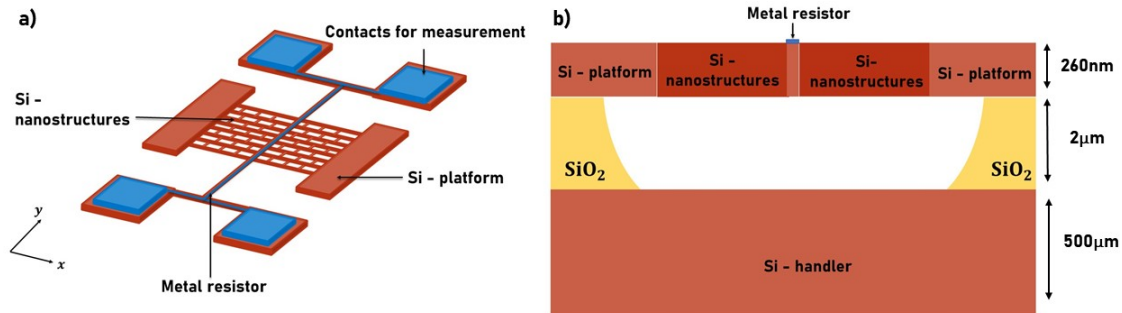 a)
Contacts for measurement
Si -
nanostructures
Si - platform
Metal resistor
y
x
b)
Metal resistor
Si - platform
Si -
nanostructures
Si-
nanostructures
Si - platform
260nm
SiO₂
SiO₂
2μm
Si - handler
500μm